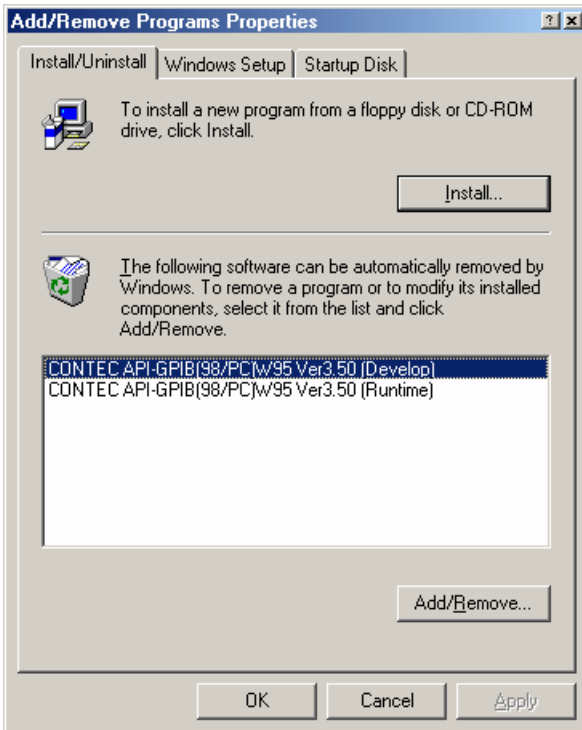 Add/Remove Programs Properties
Install/Uninstall
Windows Setup
Startup Disk
To install a new program from a floppy disk or CD-ROM
drive, click Install.
Install...
The following software can be automatically removed by
Windows. To remove a program or to modify its installed
components, select it from the list and click
Add/Remove.
CONTEC API-GPIB(98/PC)W95 Ver3.50 (Develop)
CONTEC API-GPIB(98/PC)W95 Ver3.50 (Runtime)
Add/Remove...
OK
Cancel
Apply